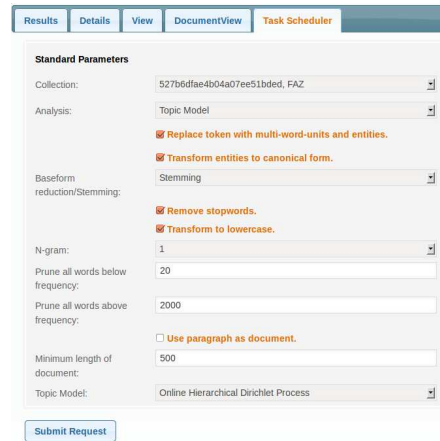 Results Details View DocumentView Task Scheduler
Standard Parameters
Collection: 527b6dfae4b04a07ee51bded, FAZ
Analysis: Topic Model
Replace token with multi-word-units and entities.
Transform entities to canonical form.
Baseform Stemming
reduction/Stemming:
Remove stopwords.
Transform to lowercase.
N-gram: 1
Prune all words below 20
frequency:
Prune all words above 2000
frequency:
Use paragraph as document.
Minimum length of 500
document:
Topic Model: Online Hierarchical Dirichlet Process
Submit Request